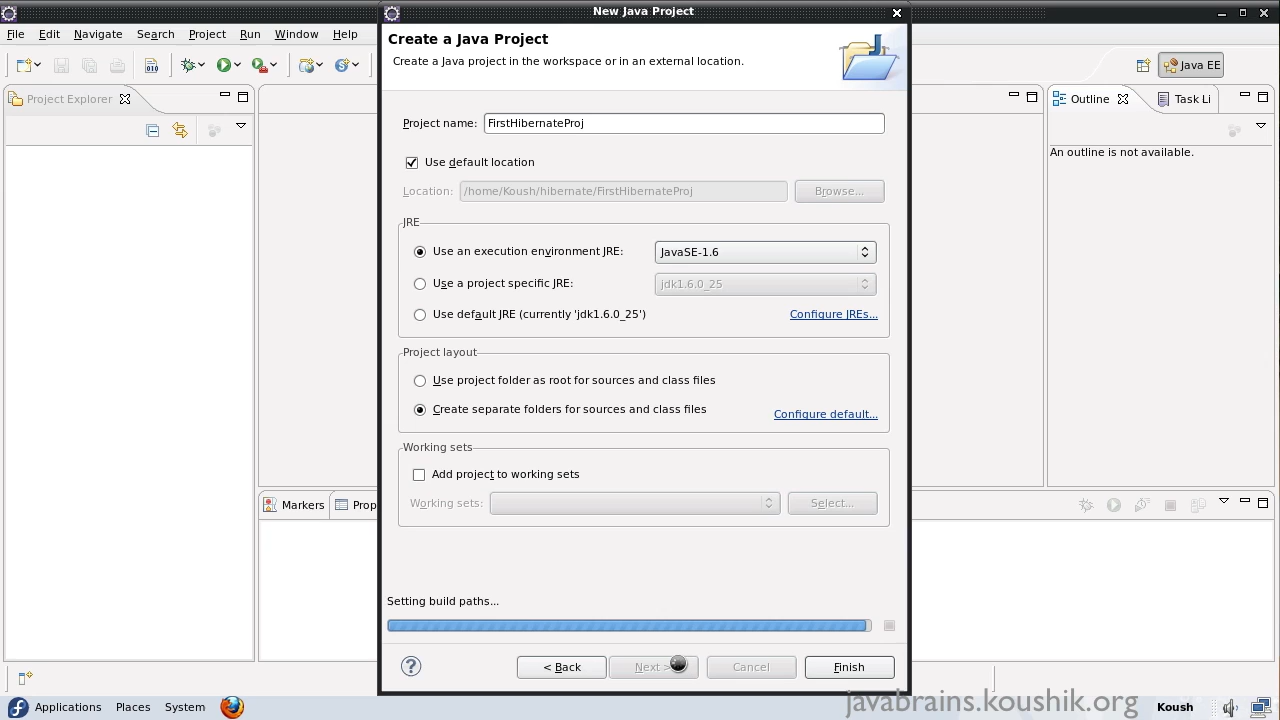 New Java Project
File Edit Navigate Search Project Run Window Help
Create a Java Project
Create a Java project in the workspace or in an external location.
Java EE
Project Explorer
Outline
Task Li
An outline is not available.
Project name: FirstHibernateProj
Use default location
Location: /home/Koush/hibernate/FirstHibernateProj Browse...
JRE
Use an execution environment JRE: JavaSE-1.6
Use a project specific JRE: jdk1.6.0_25
Use default JRE (currently 'jdk1.6.0_25') Configure JREs...
Project layout
Use project folder as root for sources and class files
Create separate folders for sources and class files
Configure default...
Working sets
Add project to working sets
Working sets: Select...
Markers Prop
Setting build paths...
< Back Next > Cancel Finish
javabrains.koushik.org
Applications Places Syst Koush